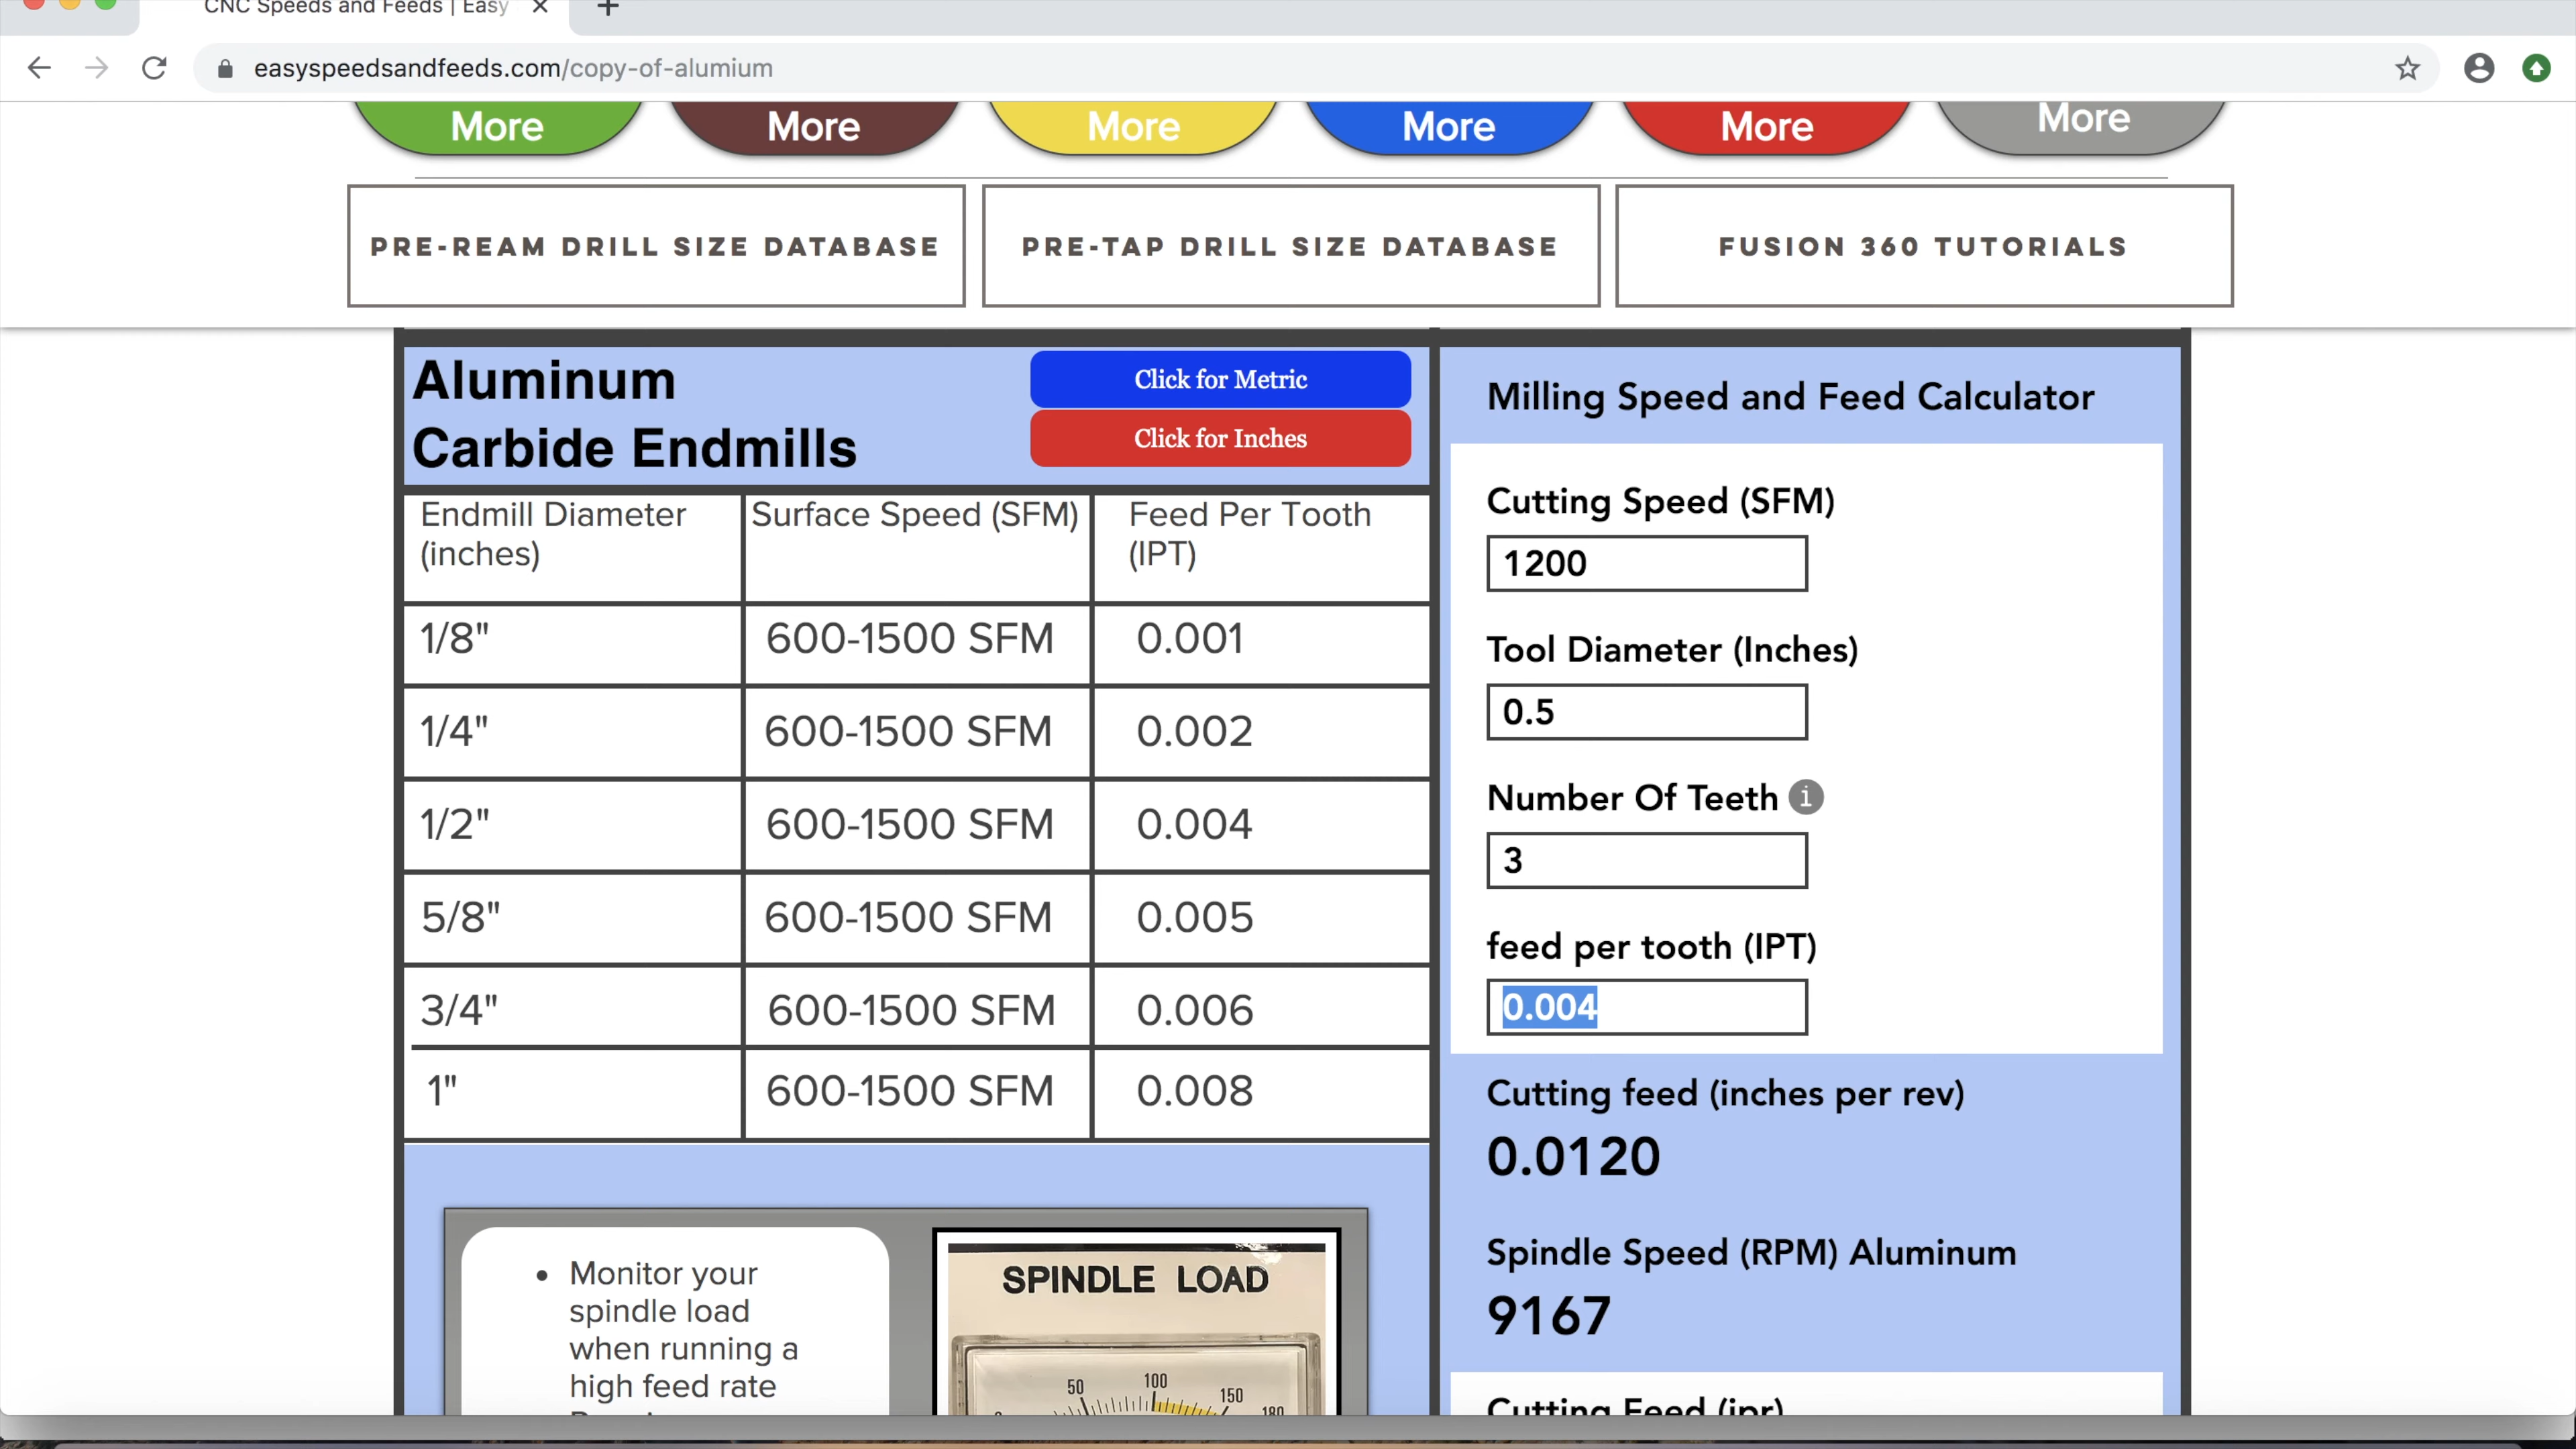 CNC Speeds and Feeds | Easy
easyspeedsandfeeds.com/copy-of-alumium
More More More More More More
PRE-REAM DRILL SIZE DATABASE
PRE-TAP DRILL SIZE DATABASE
FUSION 360 TUTORIALS
Aluminum
Carbide Endmills
Click for Metric
Click for Inches
Endmill Diameter (inches) Surface Speed (SFM) Feed Per Tooth (IPT)
1/8" 600-1500 SFM 0.001
1/4" 600-1500 SFM 0.002
1/2" 600-1500 SFM 0.004
5/8" 600-1500 SFM 0.005
3/4" 600-1500 SFM 0.006
1" 600-1500 SFM 0.008
• Monitor your
spindle load
when running a
high feed rate
SPINDLE LOAD
50 100 150 180
Milling Speed and Feed Calculator
Cutting Speed (SFM)
1200
Tool Diameter (Inches)
0.5
Number Of Teeth i
3
feed per tooth (IPT)
0.004
Cutting feed (inches per rev)
0.0120
Spindle Speed (RPM) Aluminum
9167
Cutting Feed (ipr)